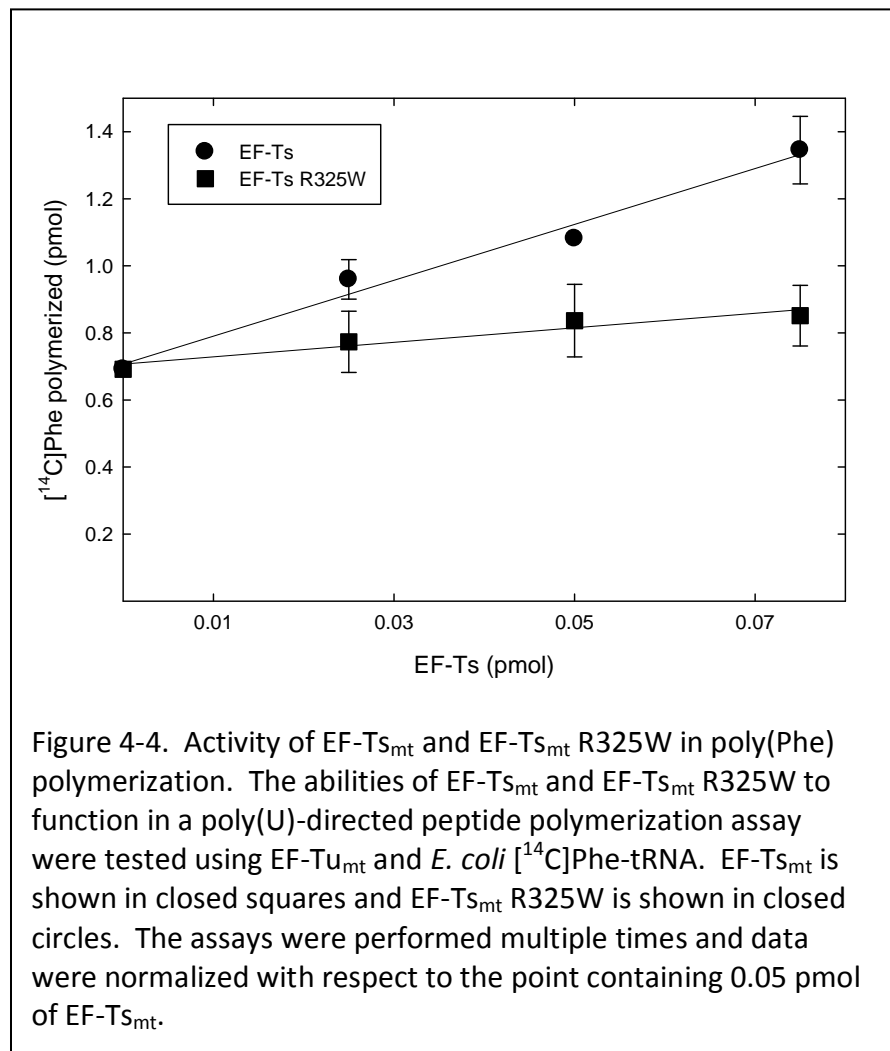 1.4
1.2
1.0
0.8
0.6
0.4
0.2
[¹⁴C]Phe polymerized (pmol)
EF-Ts
EF-Ts R325W
0.01 0.03 0.05 0.07
EF-Ts (pmol)
Figure 4-4. Activity of EF-Tsmt and EF-Tsmt R325W in poly(Phe)
polymerization. The abilities of EF-Tsmt and EF-Tsmt R325W to
function in a poly(U)-directed peptide polymerization assay
were tested using EF-Tumt and E. coli [¹⁴C]Phe-tRNA. EF-Tsmt is
shown in closed squares and EF-Tsmt R325W is shown in closed
circles. The assays were performed multiple times and data
were normalized with respect to the point containing 0.05 pmol
of EF-Tsmt.